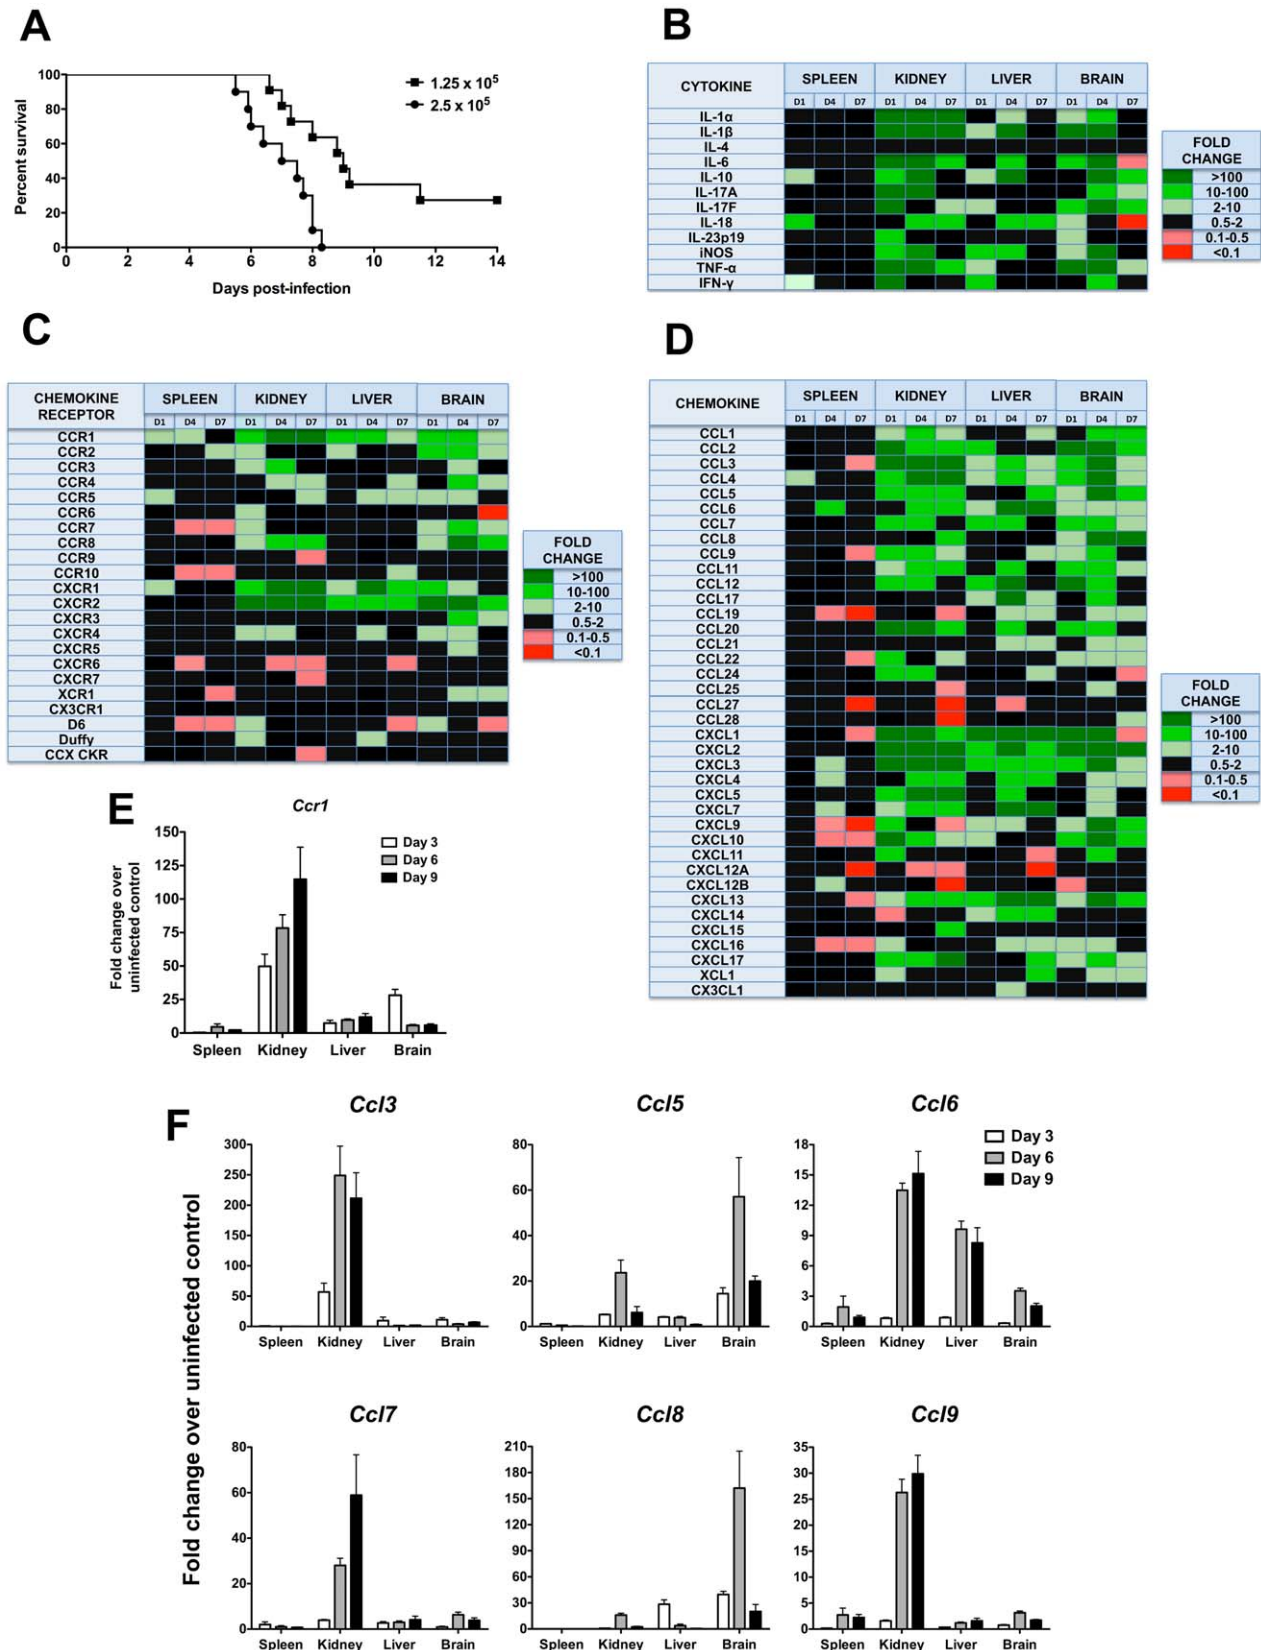 A
100
80
60
40
20
0
Percent survival
1.25 x 10⁵
2.5 x 10⁵
0 2 4 6 8 10 12 14
Days post-infection
B
CYTOKINE SPLEEN KIDNEY LIVER BRAIN
D1 D4 D7 D1 D4 D7 D1 D4 D7 D1 D4 D7
IL-1α
IL-1β
IL-4
IL-6
IL-10
IL-17A
IL-17F
IL-18
IL-23p19
iNOS
TNF-α
IFN-γ
FOLD
CHANGE
>100
10-100
2-10
0.5-2
0.1-0.5
<0.1
C
CHEMOKINE
RECEPTOR
SPLEEN KIDNEY LIVER BRAIN
D1 D4 D7 D1 D4 D7 D1 D4 D7 D1 D4 D7
CCR1
CCR2
CCR3
CCR4
CCR5
CCR6
CCR7
CCR8
CCR9
CCR10
CXCR1
CXCR2
CXCR3
CXCR4
CXCR5
CXCR6
CXCR7
XCR1
CX3CR1
D6
Duffy
CCX CKR
FOLD
CHANGE
>100
10-100
2-10
0.5-2
0.1-0.5
<0.1
D
CHEMOKINE SPLEEN KIDNEY LIVER BRAIN
D1 D4 D7 D1 D4 D7 D1 D4 D7 D1 D4 D7
CCL1
CCL2
CCL3
CCL4
CCL5
CCL6
CCL7
CCL8
CCL9
CCL11
CCL12
CCL17
CCL19
CCL20
CCL21
CCL22
CCL24
CCL25
CCL27
CCL28
CXCL1
CXCL2
CXCL3
CXCL4
CXCL5
CXCL7
CXCL9
CXCL10
CXCL11
CXCL12A
CXCL12B
CXCL13
CXCL14
CXCL15
CXCL16
CXCL17
XCL1
CX3CL1
FOLD
CHANGE
>100
10-100
2-10
0.5-2
0.1-0.5
<0.1
E
Ccr1
150
125
100
75
50
25
0
Fold change over
uninfected control
Day 3
Day 6
Day 9
Spleen Kidney Liver Brain
F
Fold change over uninfected control
Ccl3
300
250
200
150
100
50
0
Spleen Kidney Liver Brain
Ccl5
80
60
40
20
0
Spleen Kidney Liver Brain
Ccl6
18
15
12
9
6
3
0
Spleen Kidney Liver Brain
Day 3
Day 6
Day 9
Ccl7
80
60
40
20
0
Spleen Kidney Liver Brain
Ccl8
210
180
150
120
90
60
30
0
Spleen Kidney Liver Brain
Ccl9
35
30
25
20
15
10
5
0
Spleen Kidney Liver Brain